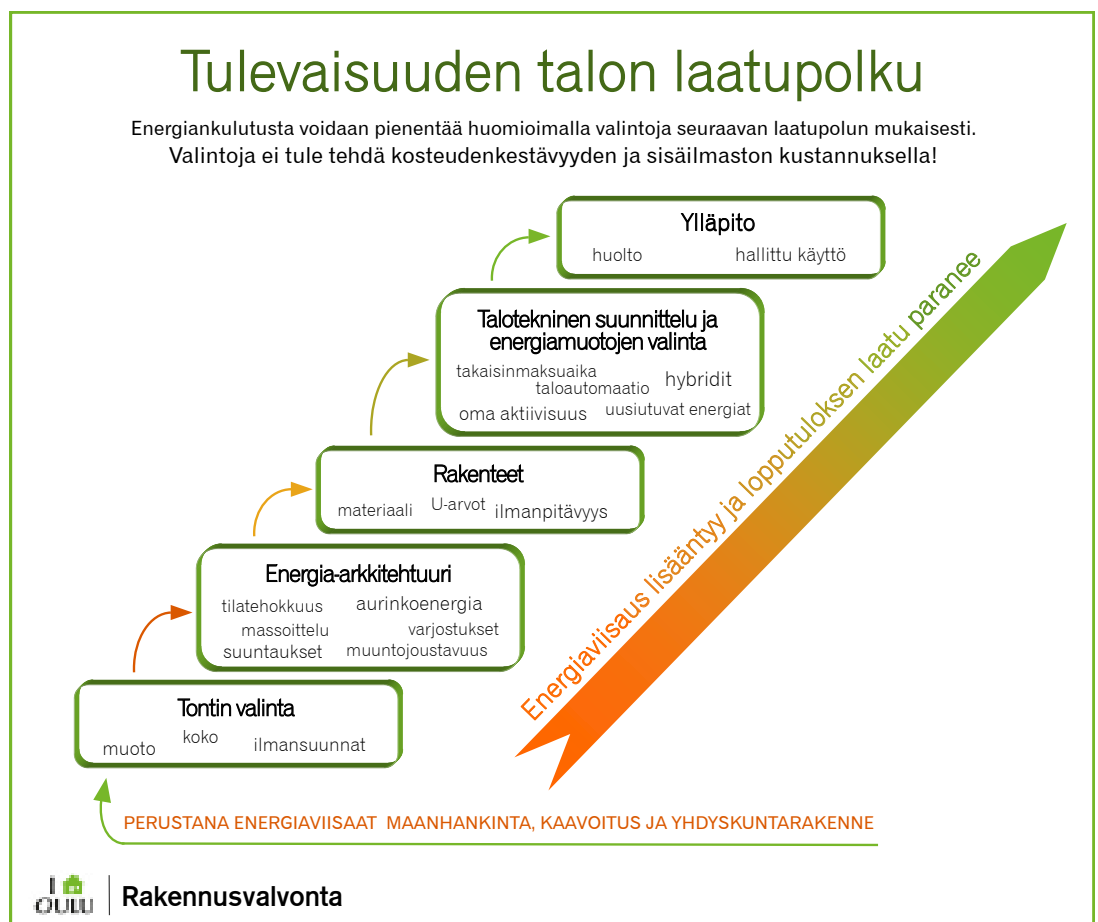 Tulevaisuuden talon laatupolku
Energiankulutusta voidaan pienentää huomioimalla valintoja seuraavan laatupolun mukaisesti.
Valintoja ei tule tehdä kosteudenkestävyyden ja sisäilmaston kustannuksella!
Ylläpito
huolto hallittu käyttö
Talotekninen suunnittelu ja
energiamuotojen valinta
takaisinmaksuaika
taloautomaatio hybridit
oma aktiivisuus uusiutuvat energiat
Rakenteet
materiaali U-arvot ilmanpitävyys
Energia-arkkitehtuuri
tilatehokkuus aurinkoenergia
massoittelu varjostukset
suuntaukset muuntojoustavuus
Tontin valinta
muoto koko ilmansuunnat
Energiaviisaus lisääntyy ja lopputuloksen laatu paranee
PERUSTANA ENERGIAVIISAAT MAANHANKINTA, KAAVOITUS JA YHDYSKUNTARAKENNE
OULU
Rakennusvalvonta